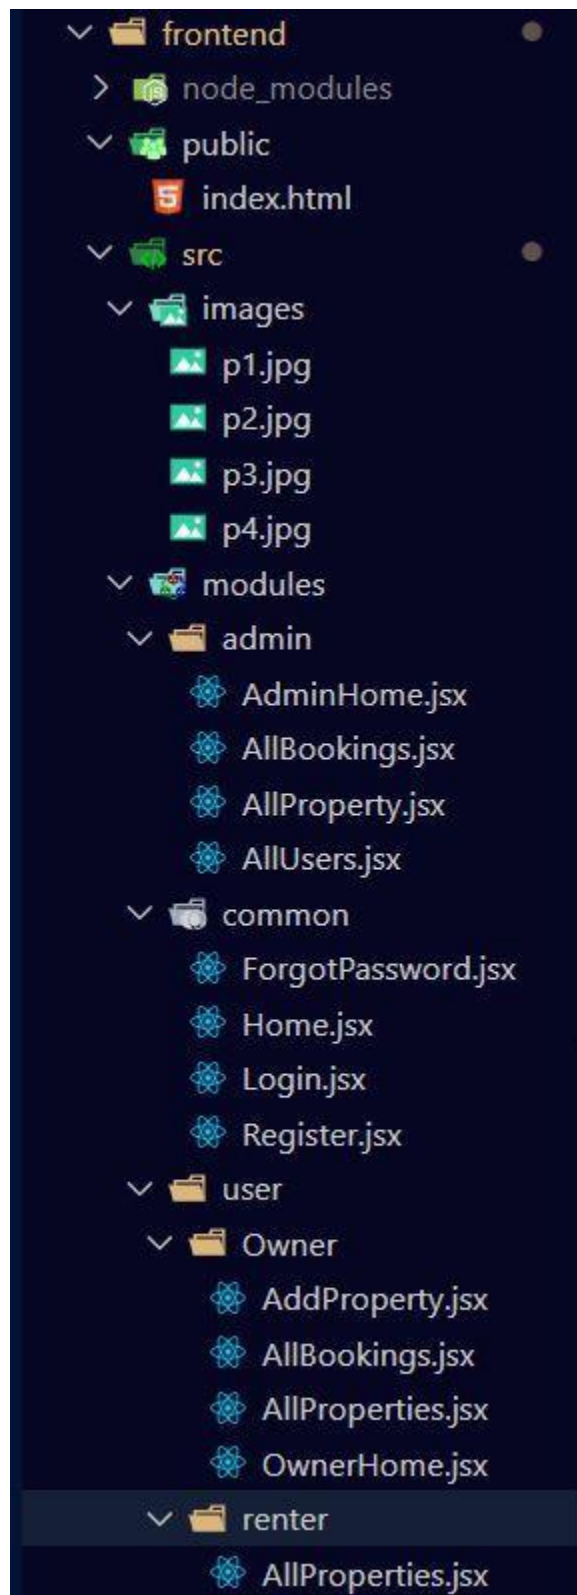 frontend
node_modules
public
index.html
src
images
p1.jpg
p2.jpg
p3.jpg
p4.jpg
modules
admin
AdminHome.jsx
AllBookings.jsx
AllProperty.jsx
AllUsers.jsx
common
ForgotPassword.jsx
Home.jsx
Login.jsx
Register.jsx
user
Owner
AddProperty.jsx
AllBookings.jsx
AllProperties.jsx
OwnerHome.jsx
renter
AllProperties.jsx